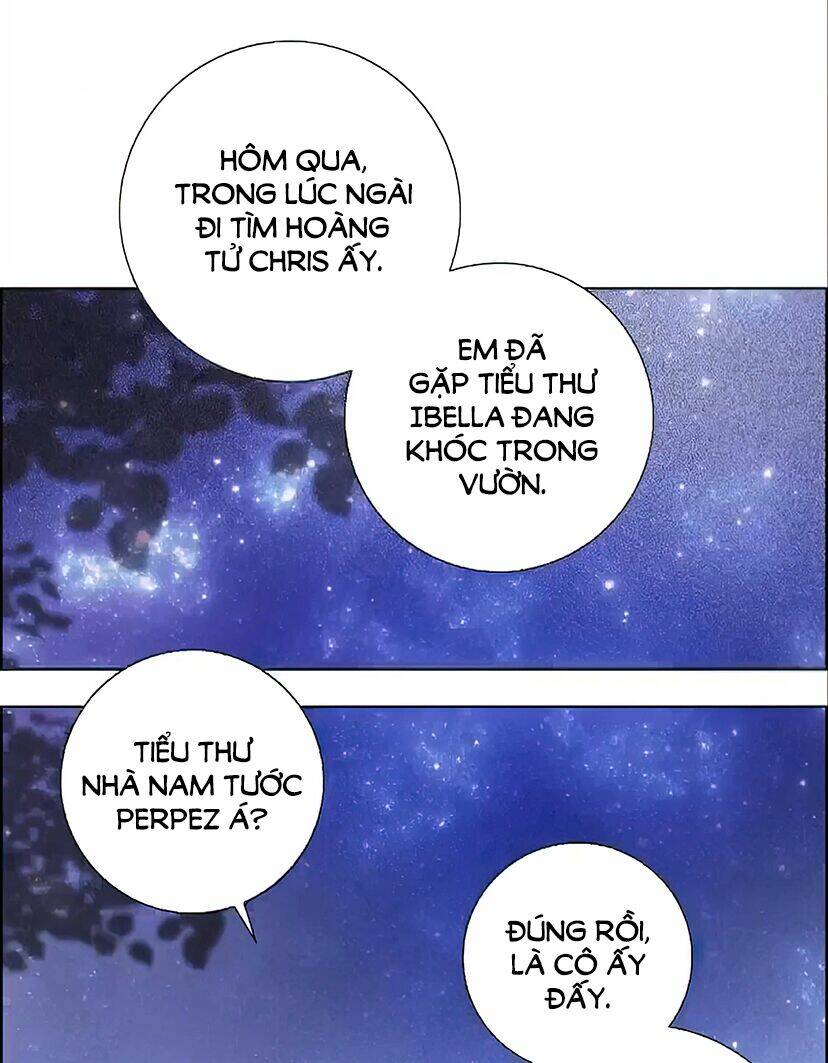 HÔM QUA,
TRONG LÚC NGÀI
ĐI TÌM HOÀNG
TỬ CHRIS ẤY.
EM ĐÃ
GẶP TIỂU THƯ
IBELLA ĐANG
KHÓC TRONG
VƯỜN.
TIỂU THƯ
NHÀ NAM TƯỚC
PERPEZ Á?
ĐÚNG RỒI,
LÀ CÔ ẤY
ĐẤY.